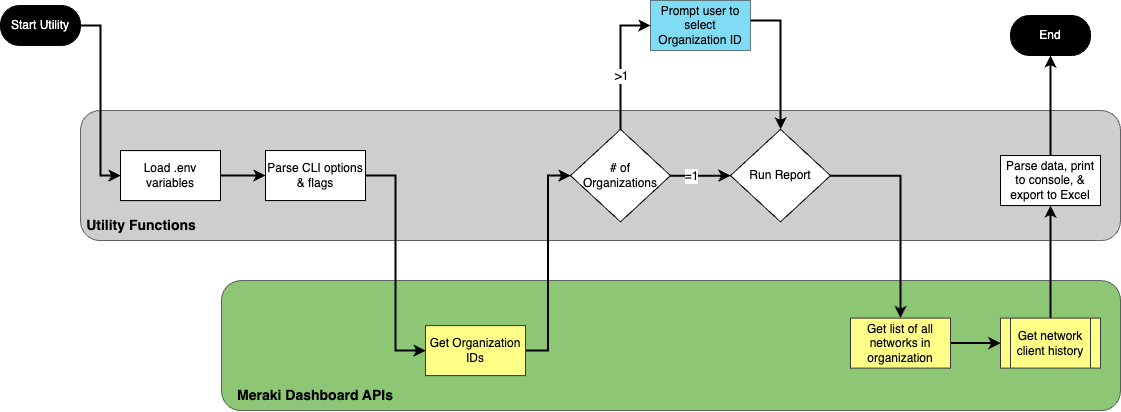 Start Utility
Prompt user to
select
Organization ID
End
>1
Load .env
variables
Parse CLI options
& flags
# of
Organizations
=1
Run Report
Parse data, print
to console, &
export to Excel
Utility Functions
Get Organization
IDs
Get list of all
networks in
organization
Get network
client history
Meraki Dashboard APIs